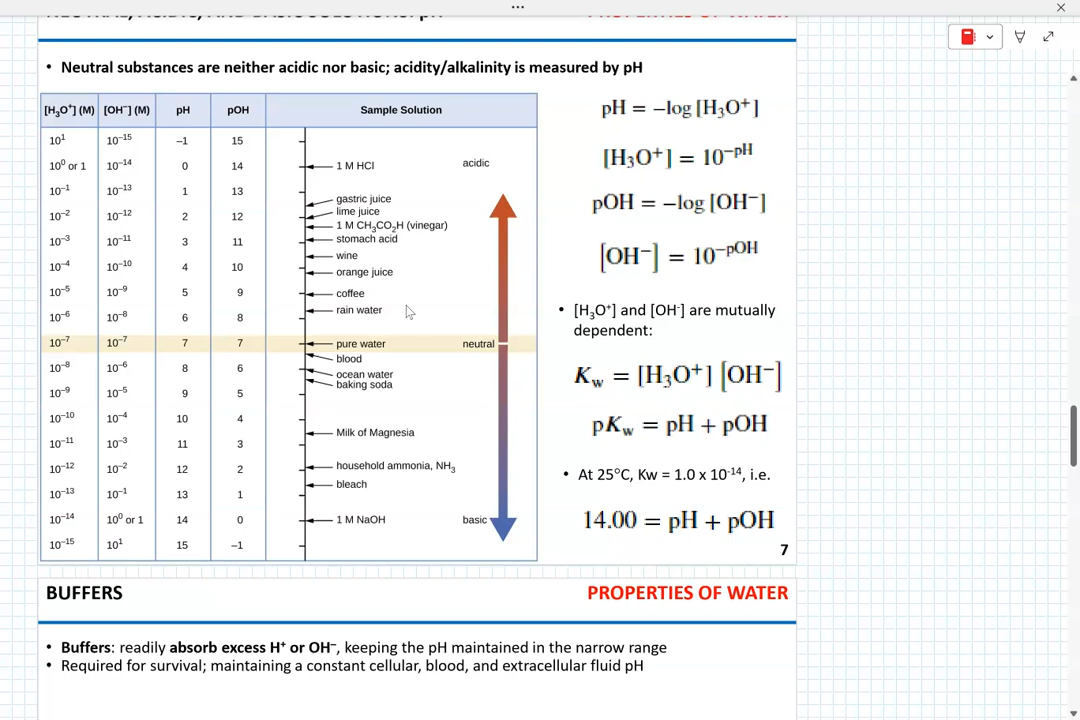 PROPERTIES OF WATER
• Neutral substances are neither acidic nor basic; acidity/alkalinity is measured by pH
[H₃O⁺] (M) [OH⁻] (M) pH pOH Sample Solution
10¹ 10⁻¹⁵ −1 15
10⁰ or 1 10⁻¹⁴ 0 14 1 M HCl acidic
10⁻¹ 10⁻¹³ 1 13
gastric juice
lime juice
10⁻² 10⁻¹² 2 12
1 M CH₃CO₂H (vinegar)
10⁻³ 10⁻¹¹ 3 11 stomach acid
wine
10⁻⁴ 10⁻¹⁰ 4 10 orange juice
10⁻⁵ 10⁻⁹ 5 9 coffee
rain water
10⁻⁶ 10⁻⁸ 6 8
10⁻⁷ 10⁻⁷ 7 7 pure water neutral
blood
10⁻⁸ 10⁻⁶ 8 6 ocean water
baking soda
10⁻⁹ 10⁻⁵ 9 5
10⁻¹⁰ 10⁻⁴ 10 4
Milk of Magnesia
10⁻¹¹ 10⁻³ 11 3
10⁻¹² 10⁻² 12 2 household ammonia, NH₃
bleach
10⁻¹³ 10⁻¹ 13 1
10⁻¹⁴ 10⁰ or 1 14 0 1 M NaOH basic
10⁻¹⁵ 10¹ 15 −1
pH = −log [H₃O⁺]
[H₃O⁺] = 10⁻ᵖᴴ
pOH = −log [OH⁻]
[OH⁻] = 10⁻ᵖᴼᴴ
• [H₃O⁺] and [OH⁻] are mutually
dependent:
K_w = [H₃O⁺] [OH⁻]
pK_w = pH + pOH
• At 25°C, Kw = 1.0 x 10⁻¹⁴, i.e.
14.00 = pH + pOH
7
BUFFERS PROPERTIES OF WATER
• Buffers: readily absorb excess H⁺ or OH⁻, keeping the pH maintained in the narrow range
• Required for survival; maintaining a constant cellular, blood, and extracellular fluid pH